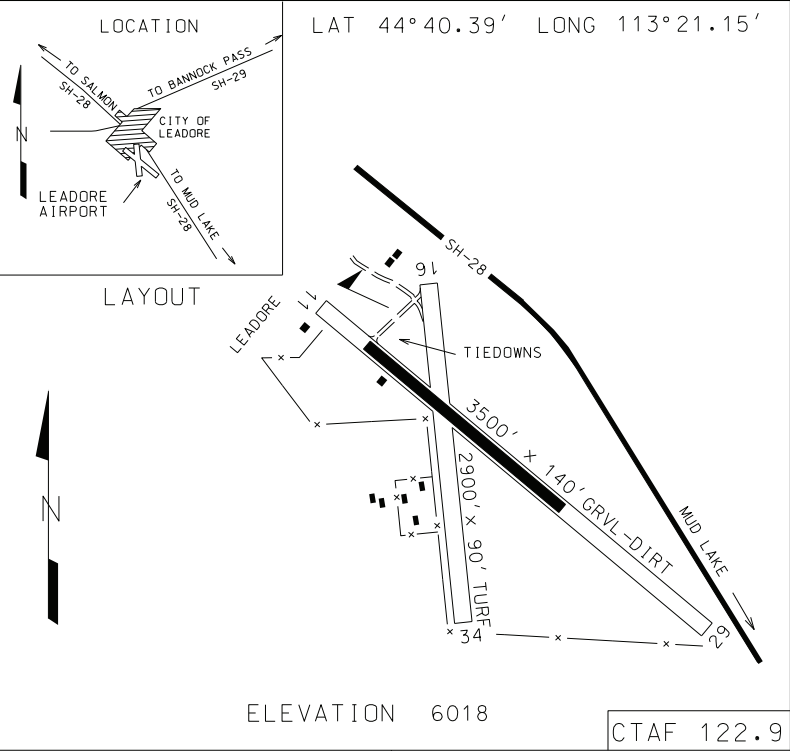 LOCATION
LAT 44°40.39' LONG 113°21.15'
TO SALMON
SH-28
TO BANNOCK PASS
SH-29
N
CITY OF
LEADORE
LEADORE
AIRPORT
TO MUD LAKE
SH-28
LAYOUT
SH-28
16
11
LEADORE
TIEDOWNS
3500' X 140' GRVL-DIRT
2900' X 90' TURF
N
MUD LAKE
34
29
ELEVATION 6018
CTAF 122.9